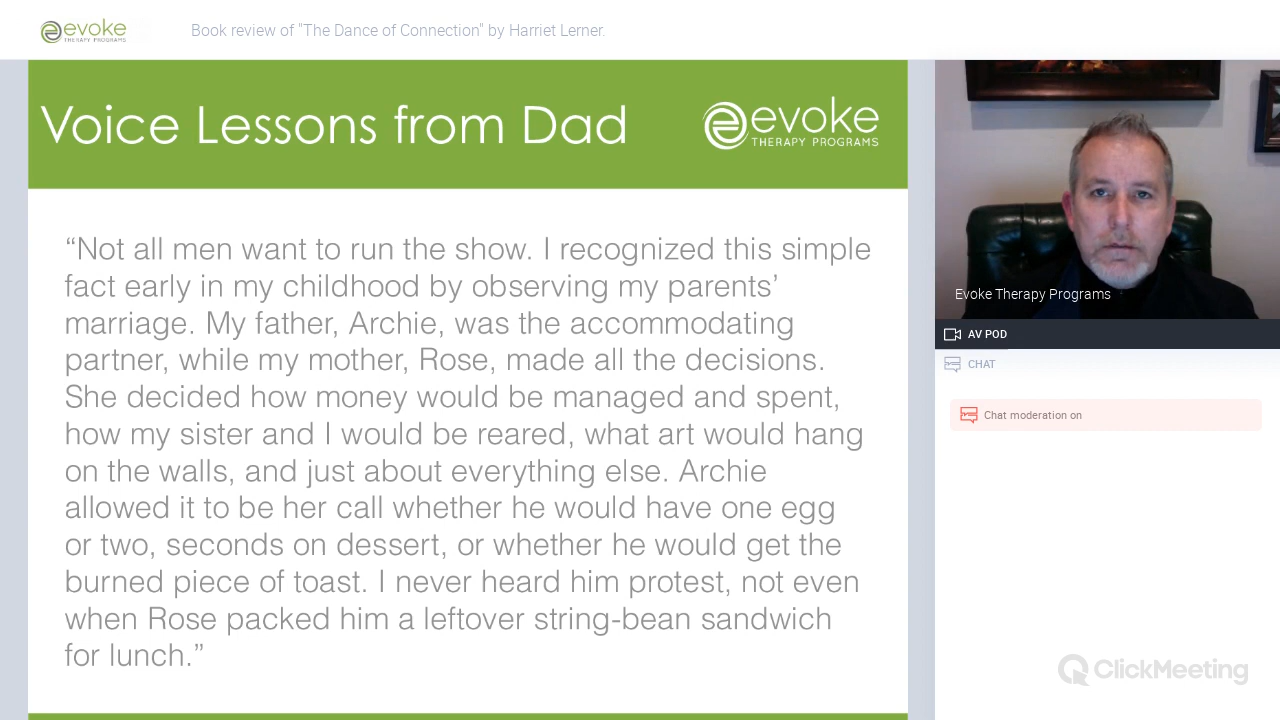 evoke
THERAPY PROGRAMS
Book review of "The Dance of Connection" by Harriet Lerner.
Voice Lessons from Dad
evoke
THERAPY PROGRAMS
“Not all men want to run the show. I recognized this simple
fact early in my childhood by observing my parents’
marriage. My father, Archie, was the accommodating
partner, while my mother, Rose, made all the decisions.
She decided how money would be managed and spent,
how my sister and I would be reared, what art would hang
on the walls, and just about everything else. Archie
allowed it to be her call whether he would have one egg
or two, seconds on dessert, or whether he would get the
burned piece of toast. I never heard him protest, not even
when Rose packed him a leftover string-bean sandwich
for lunch.”
Evoke Therapy Programs
AV POD
CHAT
Chat moderation on
ClickMeeting